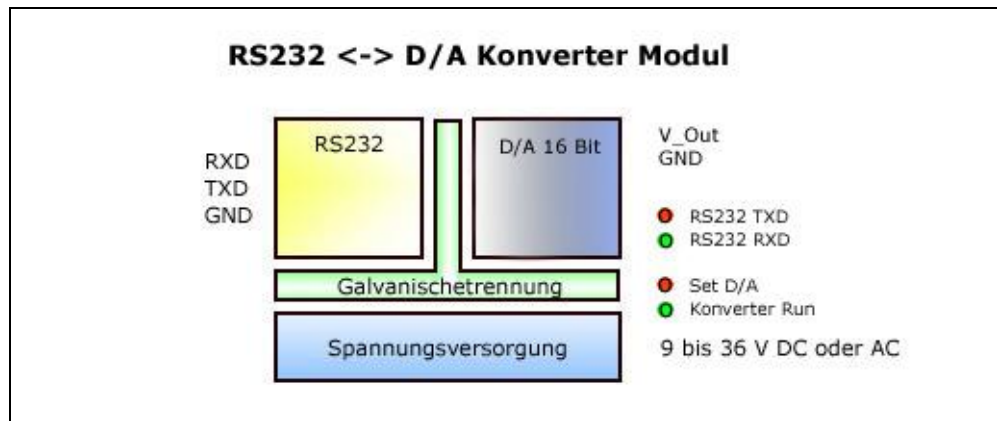 RS232 <-> D/A Konverter Modul
RXD
TXD
GND
RS232
D/A 16 Bit
V_Out
GND
RS232 TXD
RS232 RXD
Galvanischetrennung
Set D/A
Konverter Run
Spannungsversorgung
9 bis 36 V DC oder AC